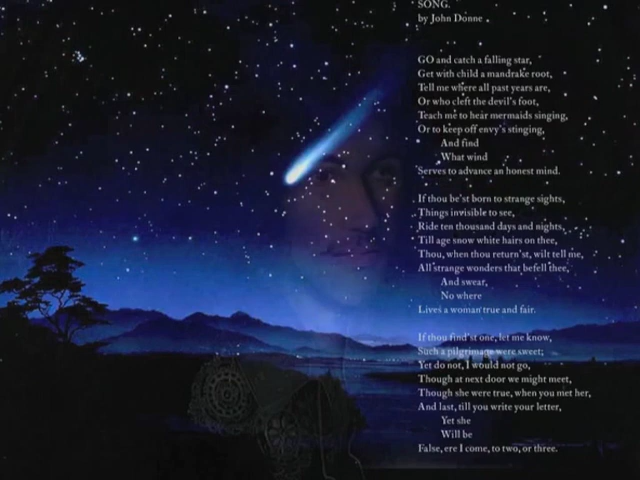 SONG.
by John Donne
GO and catch a falling star,
Get with child a mandrake root,
Tell me where all past years are,
Or who cleft the devil's foot,
Teach me to hear mermaids singing,
Or to keep off envy's stinging,
And find
What wind
Serves to advance an honest mind.
If thou be'st born to strange sights,
Things invisible to see,
Ride ten thousand days and nights,
Till age snow white hairs on thee,
Thou, when thou return'st, wilt tell me,
All strange wonders that befell thee,
And swear,
No where
Lives a woman true and fair.
If thou find'st one, let me know,
Such a pilgrimage were sweet;
Yet do not, I would not go,
Though at next door we might meet,
Though she were true, when you met her,
And last, till you write your letter,
Yet she
Will be
False, ere I come, to two, or three.